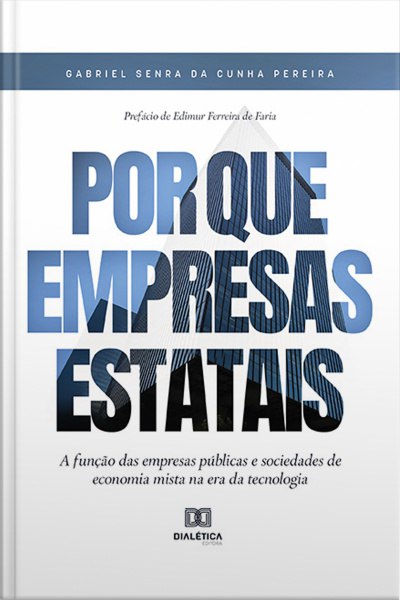 GABRIEL SENRA DA CUNHA PEREIRA
Prefácio de Edimur Ferreira de Faria
POR QUE
EMPRESAS
ESTATAIS
A função das empresas públicas e sociedades de
economia mista na era da tecnologia
DIALÉTICA
EDITORA